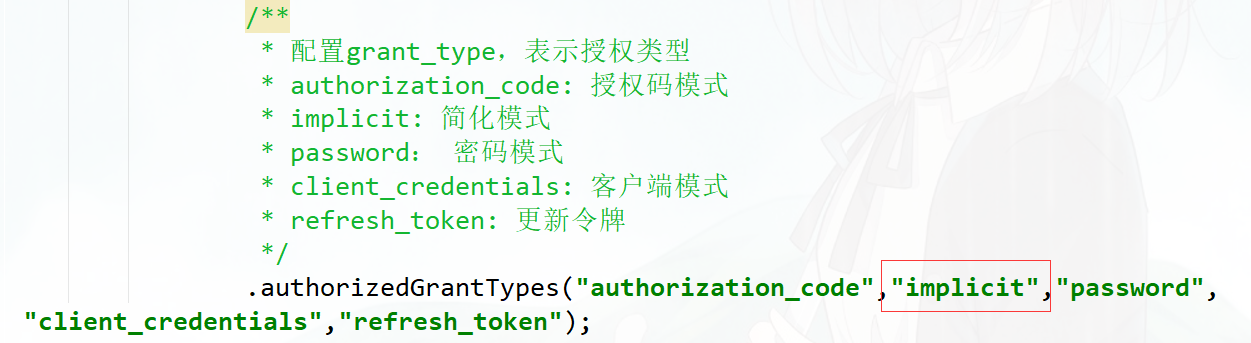 /**
* 配置grant_type，表示授权类型
* authorization_code: 授权码模式
* implicit: 简化模式
* password： 密码模式
* client_credentials: 客户端模式
* refresh_token: 更新令牌
*/
.authorizedGrantTypes("authorization_code","implicit","password",
"client_credentials","refresh_token");